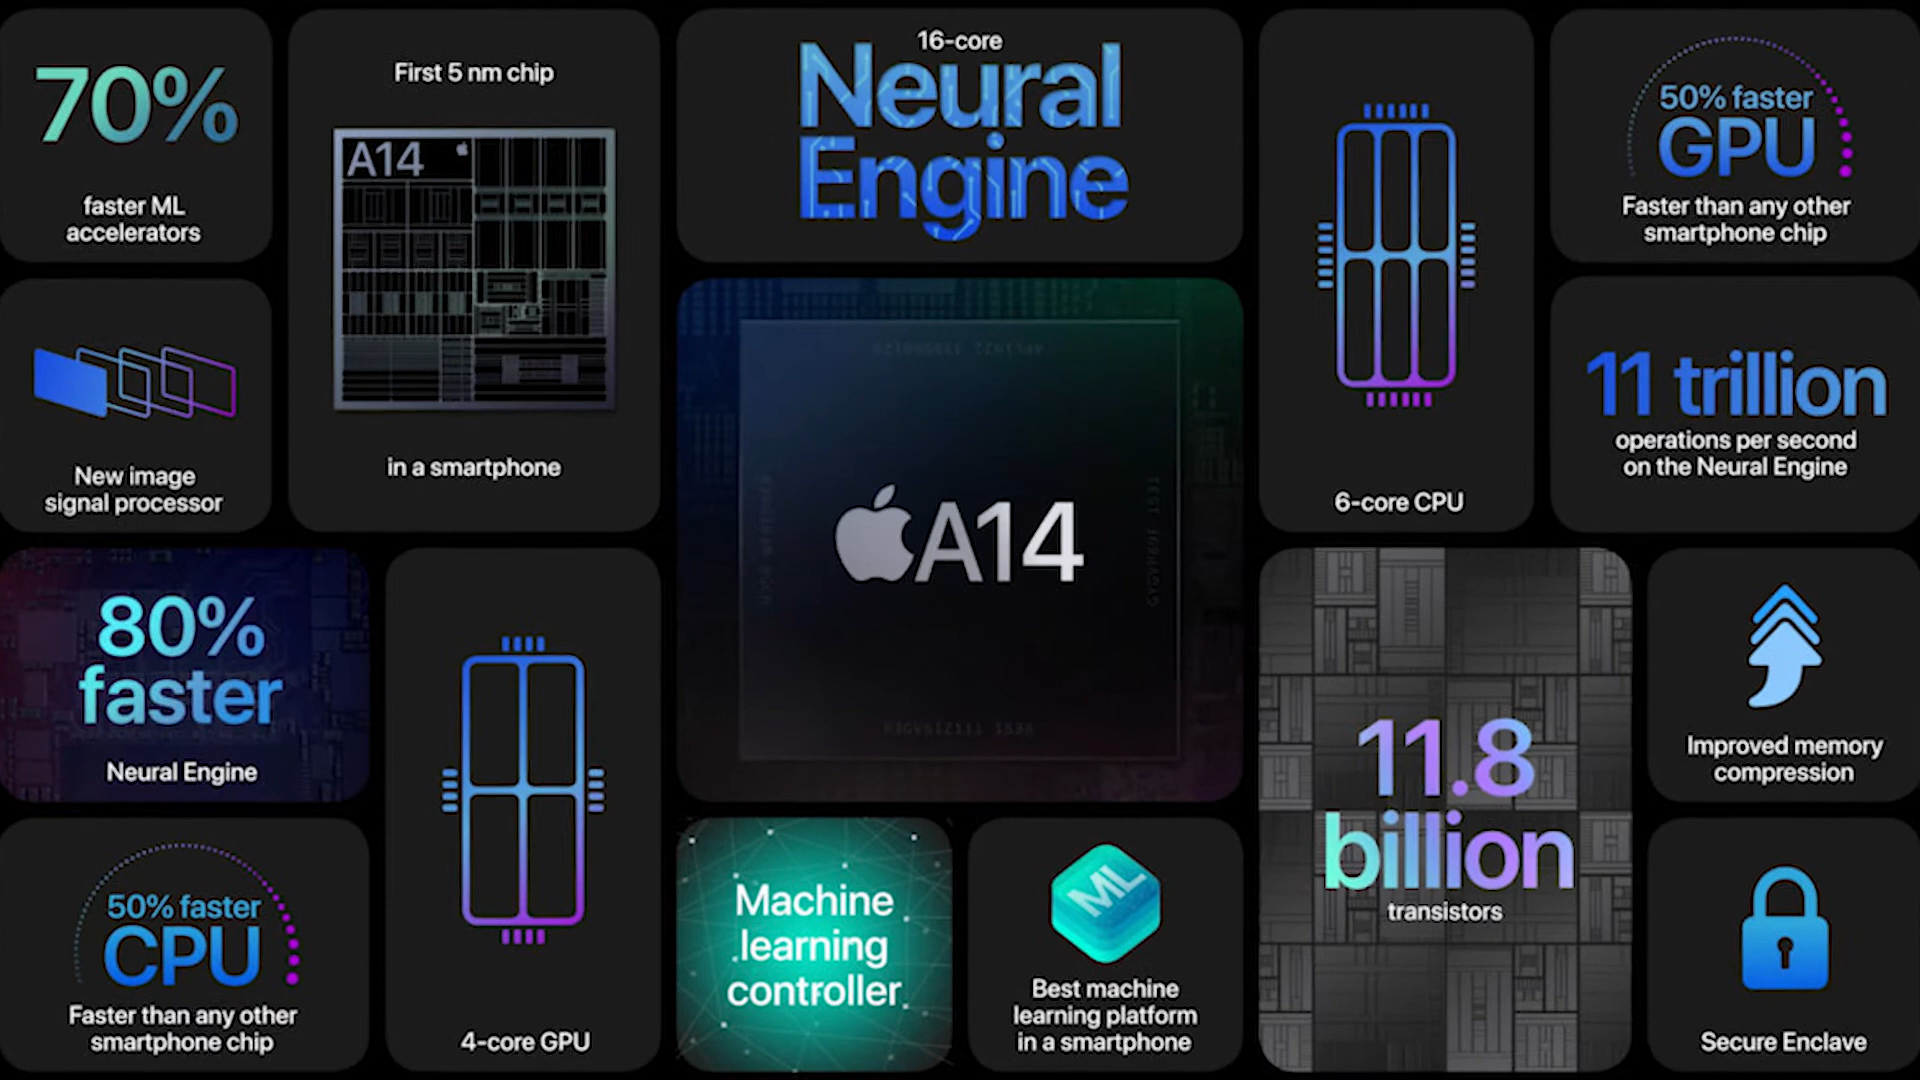 70%
faster ML
accelerators
First 5 nm chip
A14
in a smartphone
16-core
Neural
Engine
6-core CPU
50% faster
GPU
Faster than any other
smartphone chip
New image
signal processor
A14
11 trillion
operations per second
on the Neural Engine
80%
faster
Neural Engine
4-core GPU
11.8
billion
transistors
Improved memory
compression
50% faster
CPU
Faster than any other
smartphone chip
Machine
learning
controller
ML
Best machine
learning platform
in a smartphone
Secure Enclave